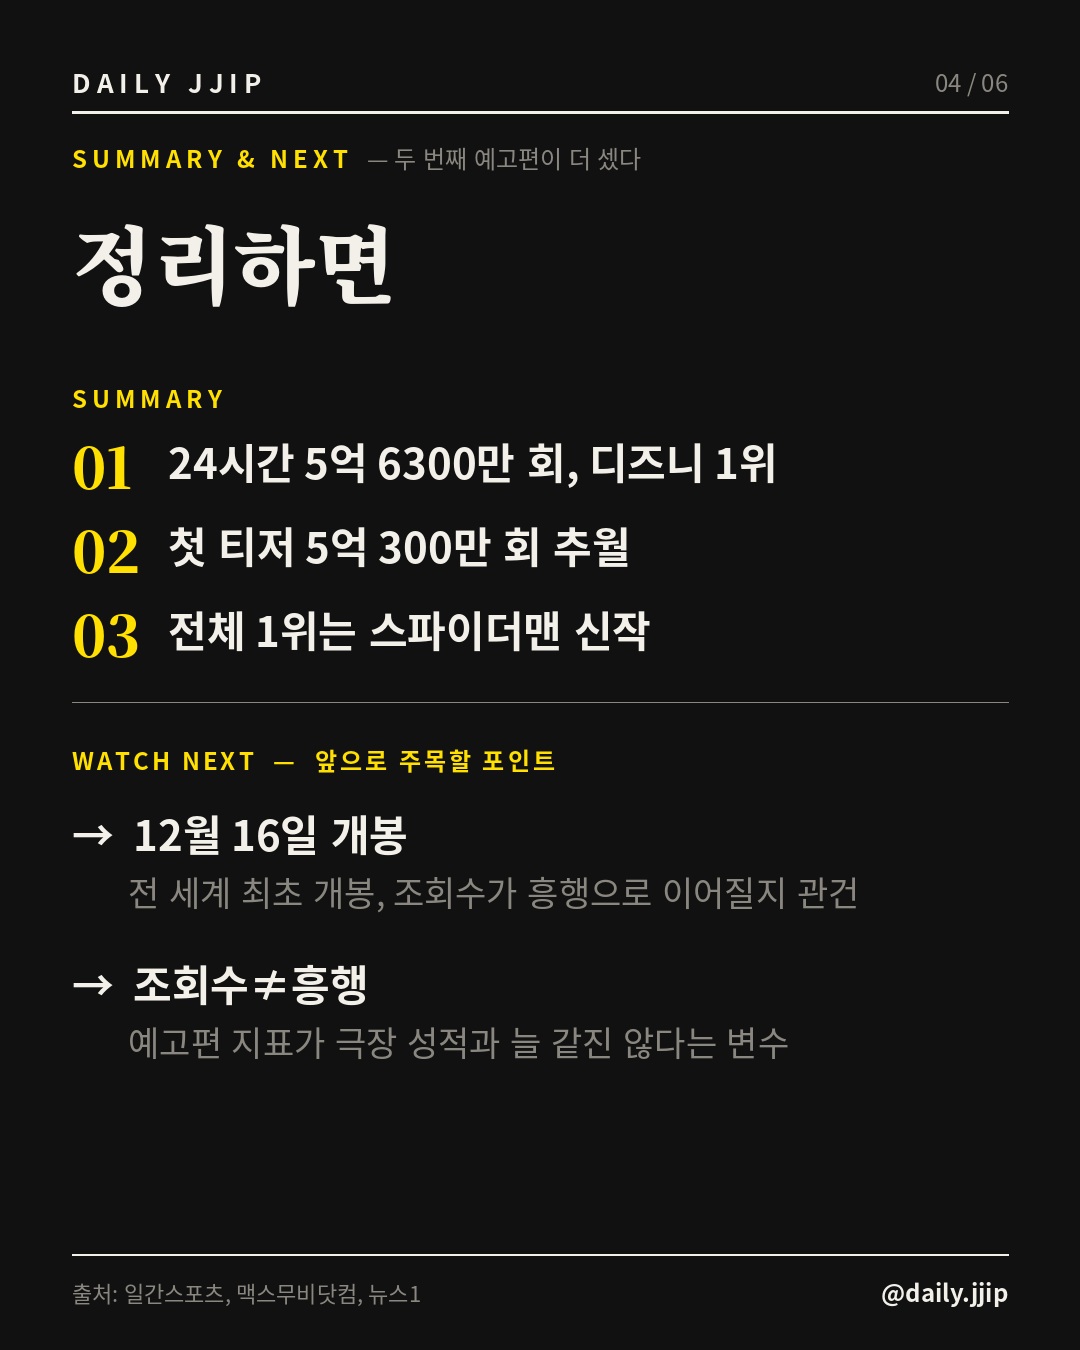 DAILY JJIP
04 / 06
SUMMARY & NEXT — 두 번째 예고편이 더 셌다
정리하면
SUMMARY
01 24시간 5억 6300만 회, 디즈니 1위
02 첫 티저 5억 300만 회 추월
03 전체 1위는 스파이더맨 신작
WATCH NEXT — 앞으로 주목할 포인트
→ 12월 16일 개봉
전 세계 최초 개봉, 조회수가 흥행으로 이어질지 관건
→ 조회수≠흥행
예고편 지표가 극장 성적과 늘 같진 않다는 변수
출처: 일간스포츠, 맥스무비닷컴, 뉴스1
@daily.jjip